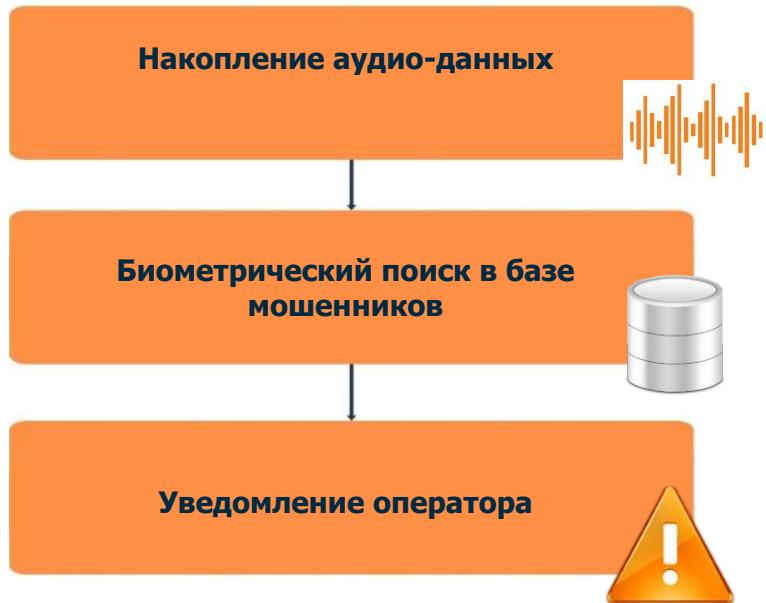 Накопление аудио-данных
Биометрический поиск в базе
мошенников
Уведомление оператора